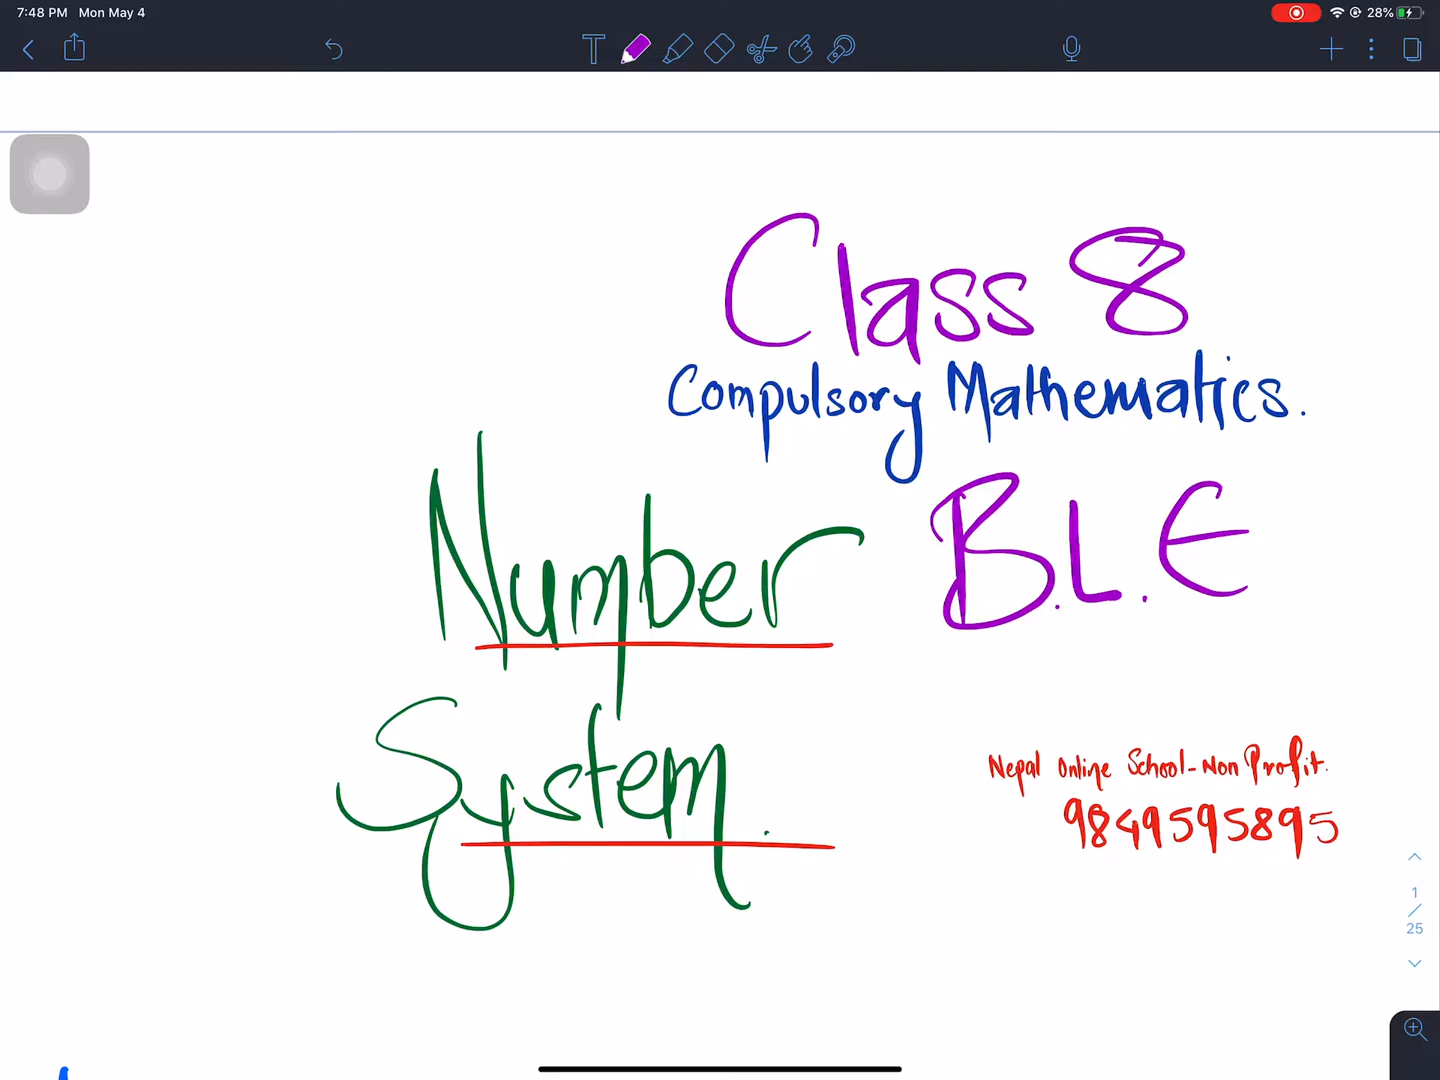 7:48 PM Mon May 4
28%
Class 8
Compulsory Mathematics.
Number
B.L.E
System.
Nepal Online School-Non Profit.
9849595895
1
/
25